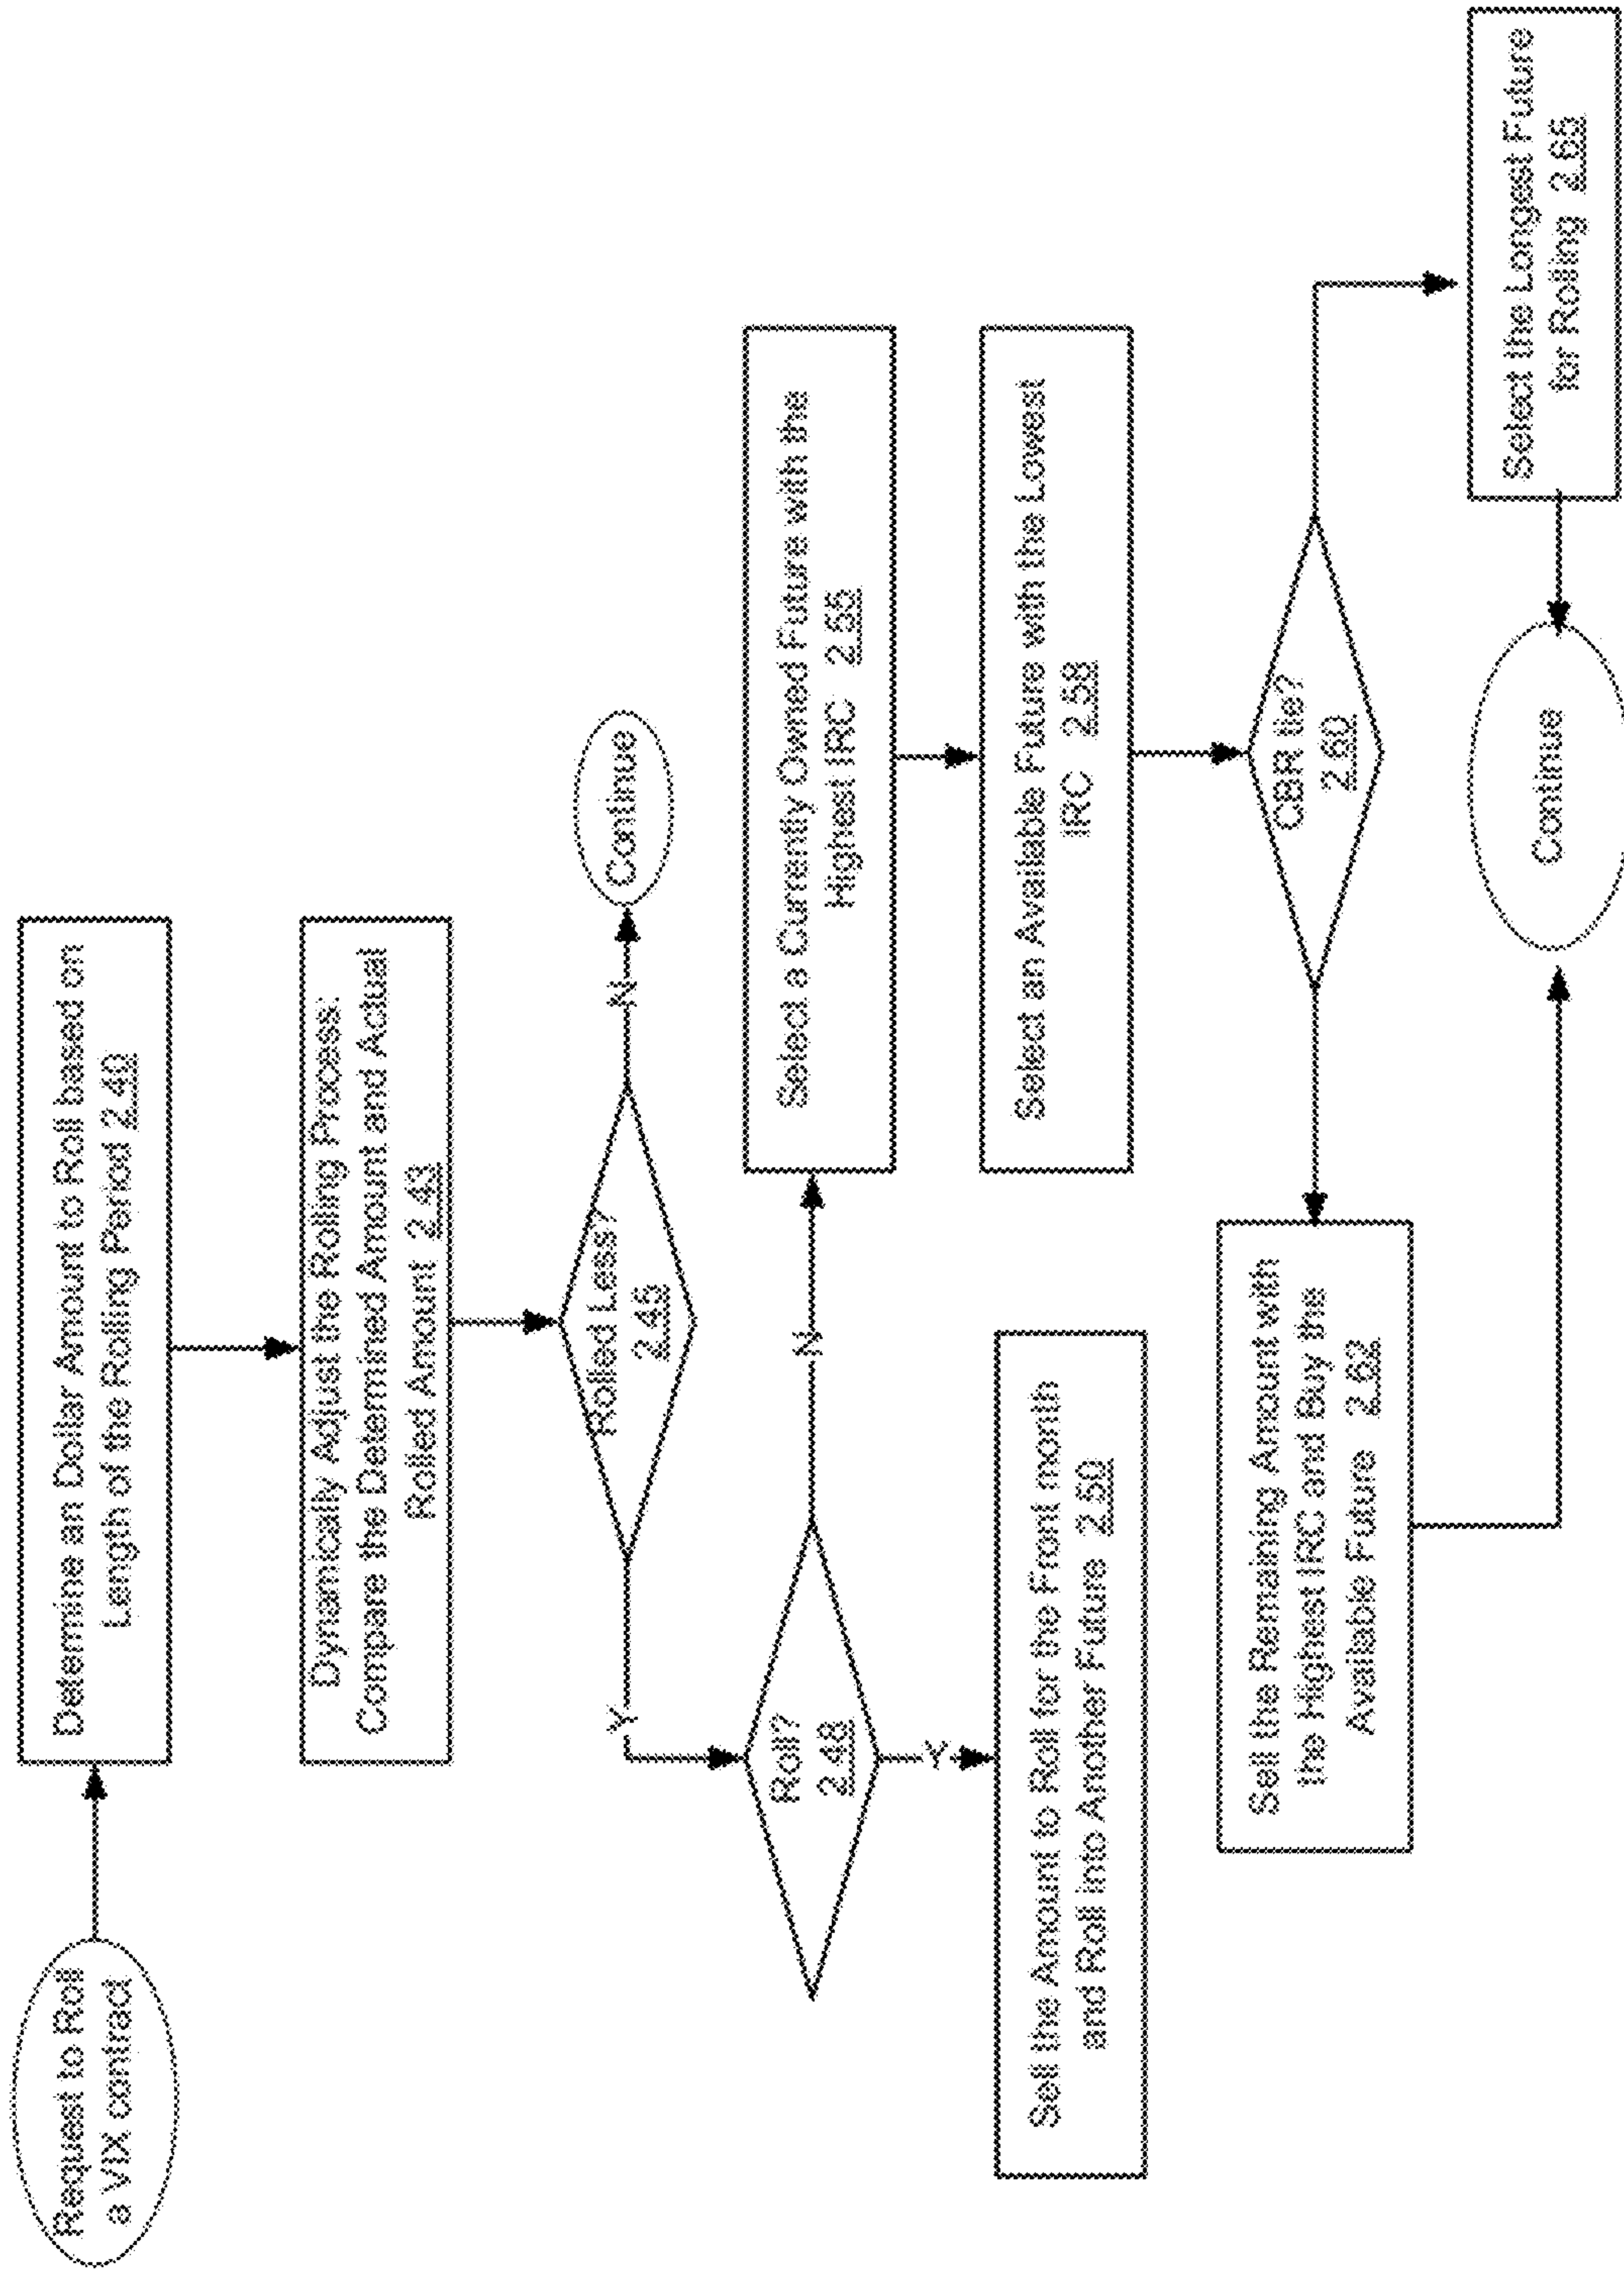 Request to Roll
a VIX contract
Determine an Dollar Amount to Roll based on
Length of the Rolling Period 2.40
Dynamically Adjust the Rolling Process:
Compare the Determined Amount and Actual
Rolled Amount 2.43
Rolled Less?
2.45
N
Continue
Y
Roll?
2.48
N
Y
Sell the Amount to Roll for the Front month
and Roll into Another Future 2.50
Select a Currently Owned Future with the
Highest IRC 2.55
Select an Available Future with the Lowest
IRC 2.58
CBR tie?
2.60
Sell the Remaining Amount with
the Highest IRC and Buy the
Available Future 2.62
Select the Longest Future
for Rolling 2.65
Continue